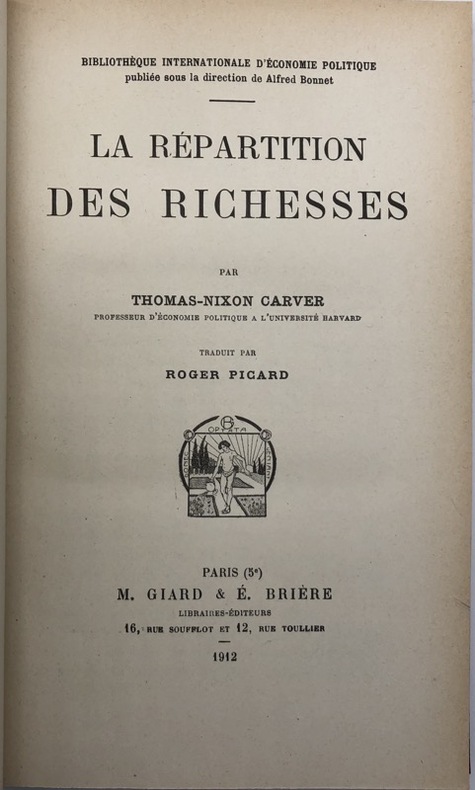 BIBLIOTHÈQUE INTERNATIONALE D'ÉCONOMIE POLITIQUE
publiée sous la direction de Alfred Bonnet
LA RÉPARTITION
DES RICHESSES
PAR
THOMAS-NIXON CARVER
PROFESSEUR D'ÉCONOMIE POLITIQUE A L'UNIVERSITÉ HARVARD
TRADUIT PAR
ROGER PICARD
OPTATA
PARIS (5e)
M. GIARD & É. BRIÈRE
LIBRAIRES-ÉDITEURS
16, RUE SOUFFLOT ET 12, RUE TOULLIER
1912